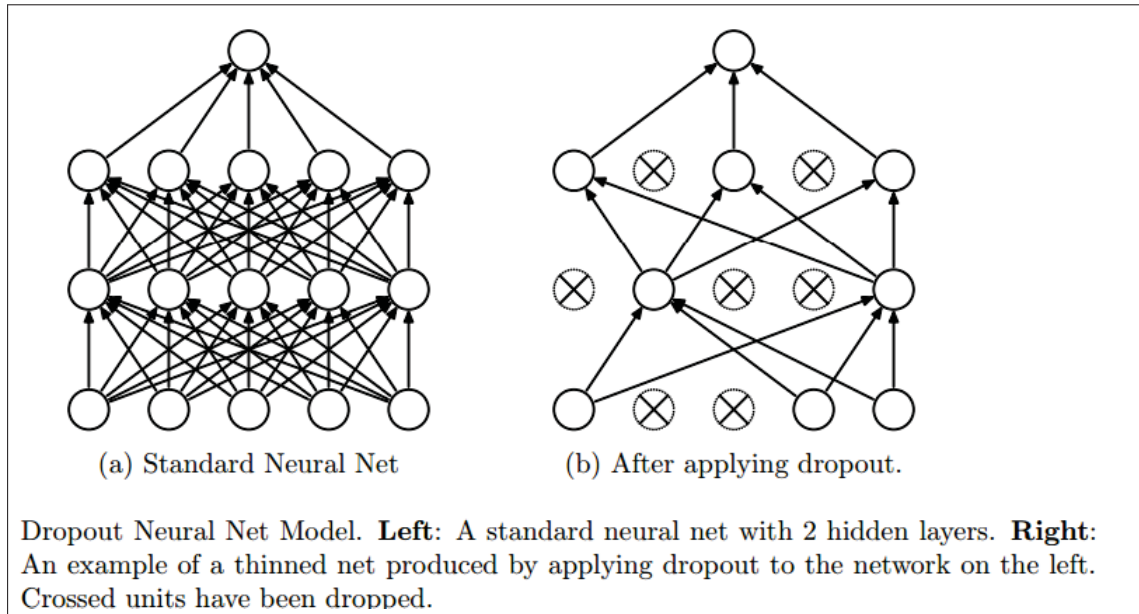 (a) Standard Neural Net
(b) After applying dropout.
Dropout Neural Net Model. Left: A standard neural net with 2 hidden layers. Right:
An example of a thinned net produced by applying dropout to the network on the left.
Crossed units have been dropped.